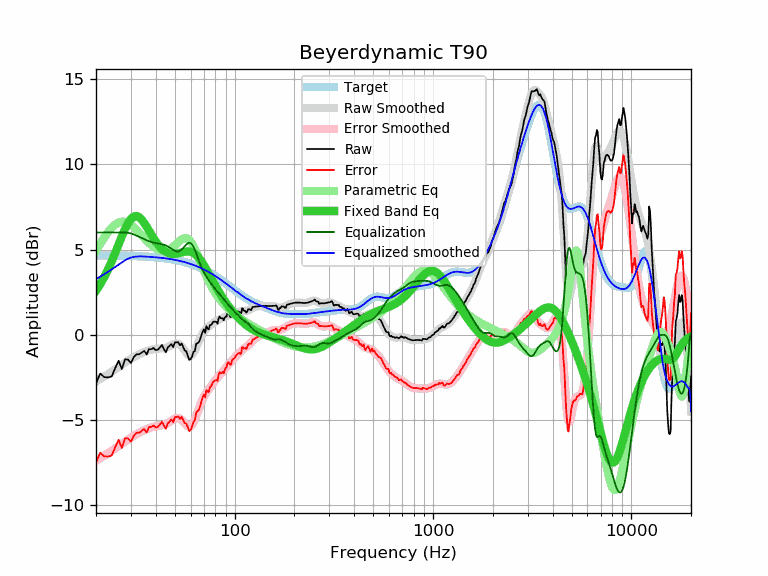 Beyerdynamic T90
Target
Raw Smoothed
Error Smoothed
Raw
Error
Parametric Eq
Fixed Band Eq
Equalization
Equalized smoothed
Amplitude (dBr)
15
10
5
0
−5
−10
100
1000
10000
Frequency (Hz)